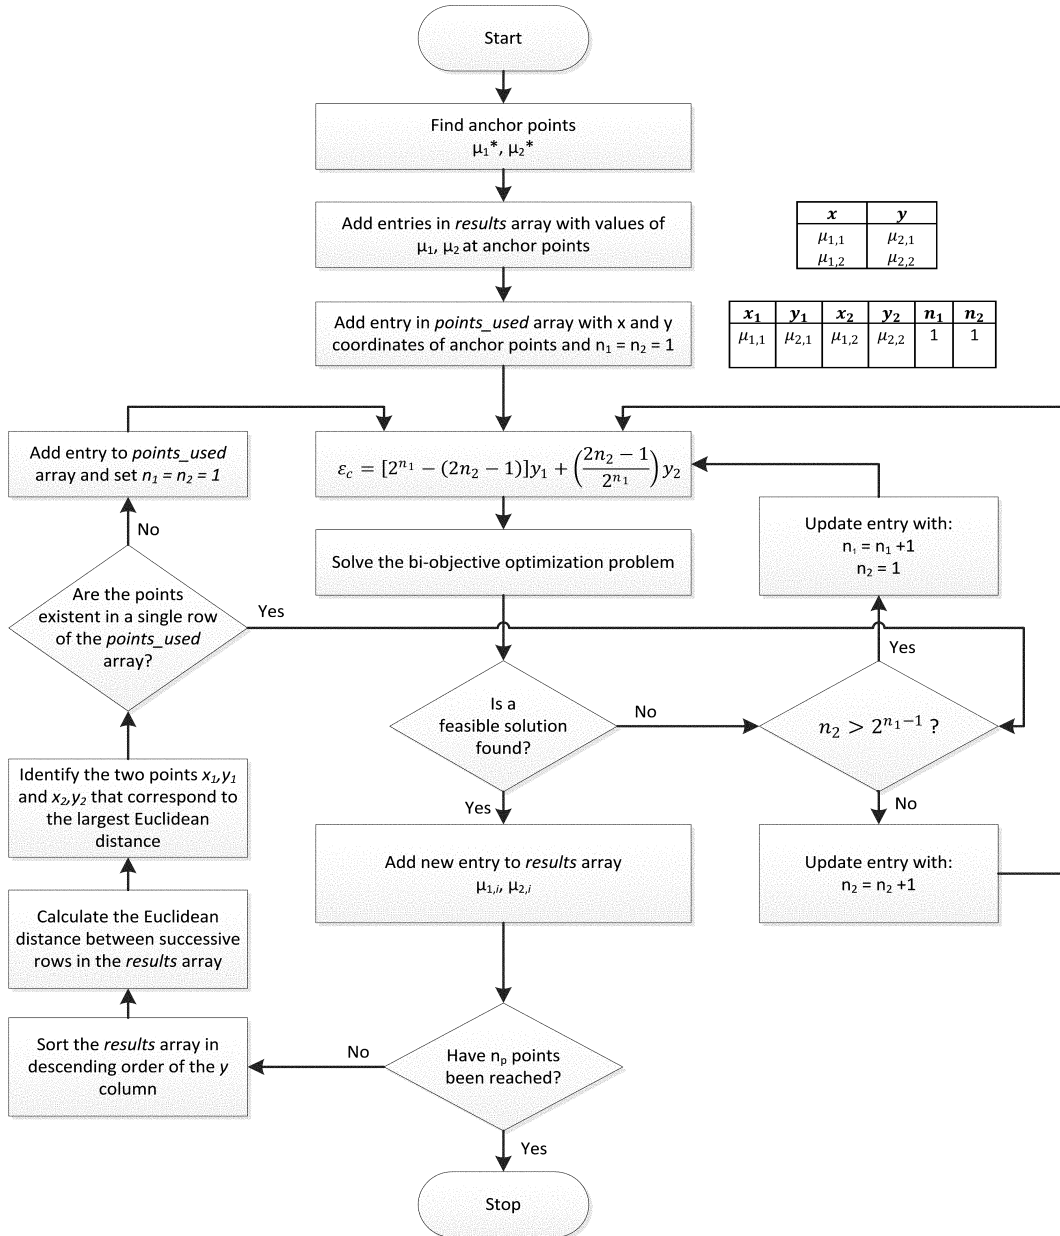 Start
Find anchor points
μ₁*, μ₂*
Add entries in results array with values of
μ₁, μ₂ at anchor points
x y
μ₁,₁ μ₂,₁
μ₁,₂ μ₂,₂
Add entry in points_used array with x and y
coordinates of anchor points and n₁ = n₂ = 1
x₁ y₁ x₂ y₂ n₁ n₂
μ₁,₁ μ₂,₁ μ₁,₂ μ₂,₂ 1 1
Add entry to points_used
array and set n₁ = n₂ = 1
εc = [2^n₁ − (2n₂ − 1)]y₁ + ((2n₂ − 1)/2^n₁) y₂
Update entry with:
n₁ = n₁ +1
n₂ = 1
No
Solve the bi-objective optimization problem
Are the points
existent in a single row
of the points_used
array?
Yes
Yes
Is a
feasible solution
found?
No
n₂ > 2^(n₁−1) ?
Identify the two points x₁,y₁
and x₂,y₂ that correspond to
the largest Euclidean
distance
Yes
No
Add new entry to results array
μ₁,ᵢ, μ₂,ᵢ
Update entry with:
n₂ = n₂ +1
Calculate the Euclidean
distance between successive
rows in the results array
Sort the results array in
descending order of the y
column
No
Have nₚ points
been reached?
Yes
Stop